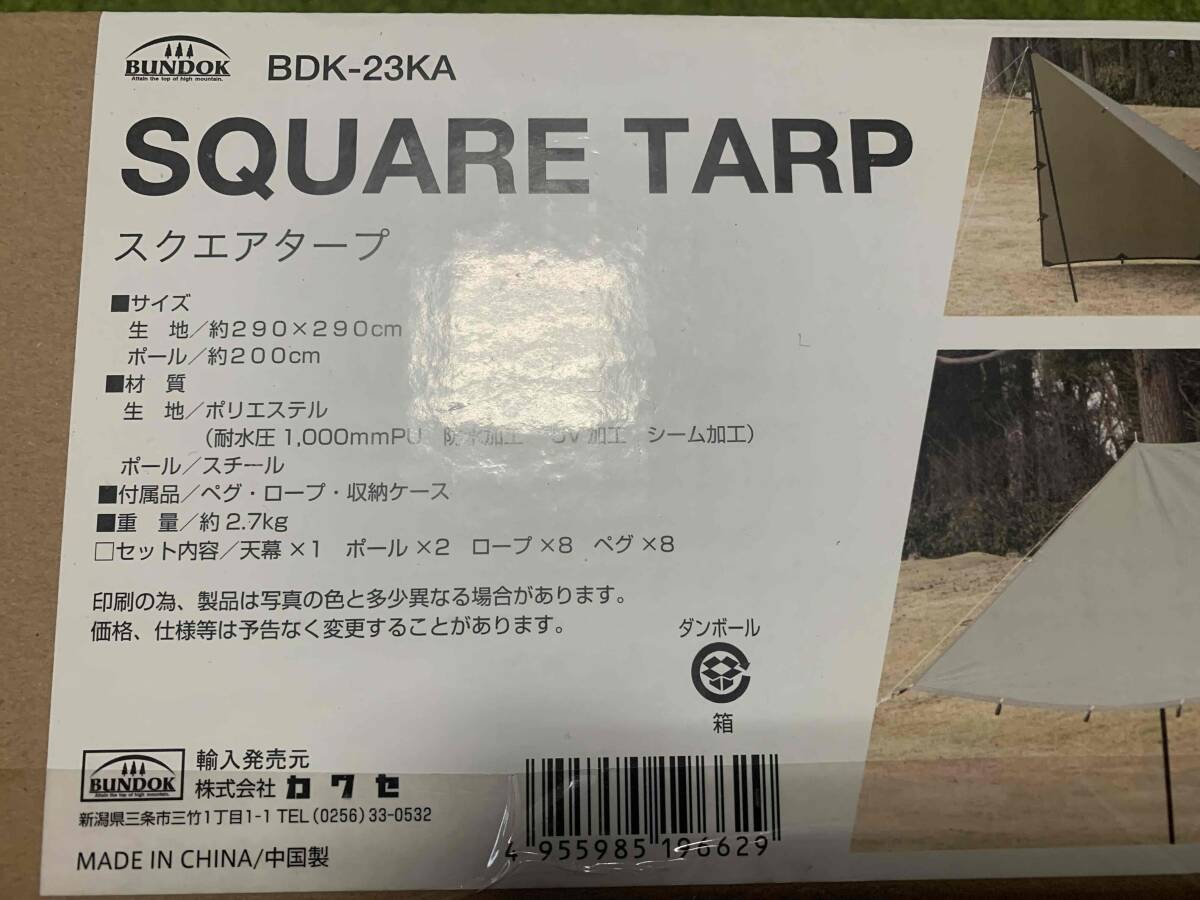 BUNDOK
Attain the top of high mountain.
BDK-23KA
SQUARE TARP
スクエアタープ
■サイズ
生 地／約290×290cm
ポール／約200cm
■材 質
生 地／ポリエステル
（耐水圧 1,000mmPU 防水加工 UV加工 シーム加工）
ポール／スチール
■付属品／ペグ・ロープ・収納ケース
■重 量／約 2.7kg
□セット内容／天幕 ×1 ポール ×2 ロープ ×8 ペグ ×8
印刷の為、製品は写真の色と多少異なる場合があります。
価格、仕様等は予告なく変更することがあります。
ダンボール
箱
BUNDOK
Attain the top of high mountain.
輸入発売元
株式会社 カワセ
新潟県三条市三竹1丁目1-1 TEL (0256) 33-0532
MADE IN CHINA/中国製
4 955985 196629